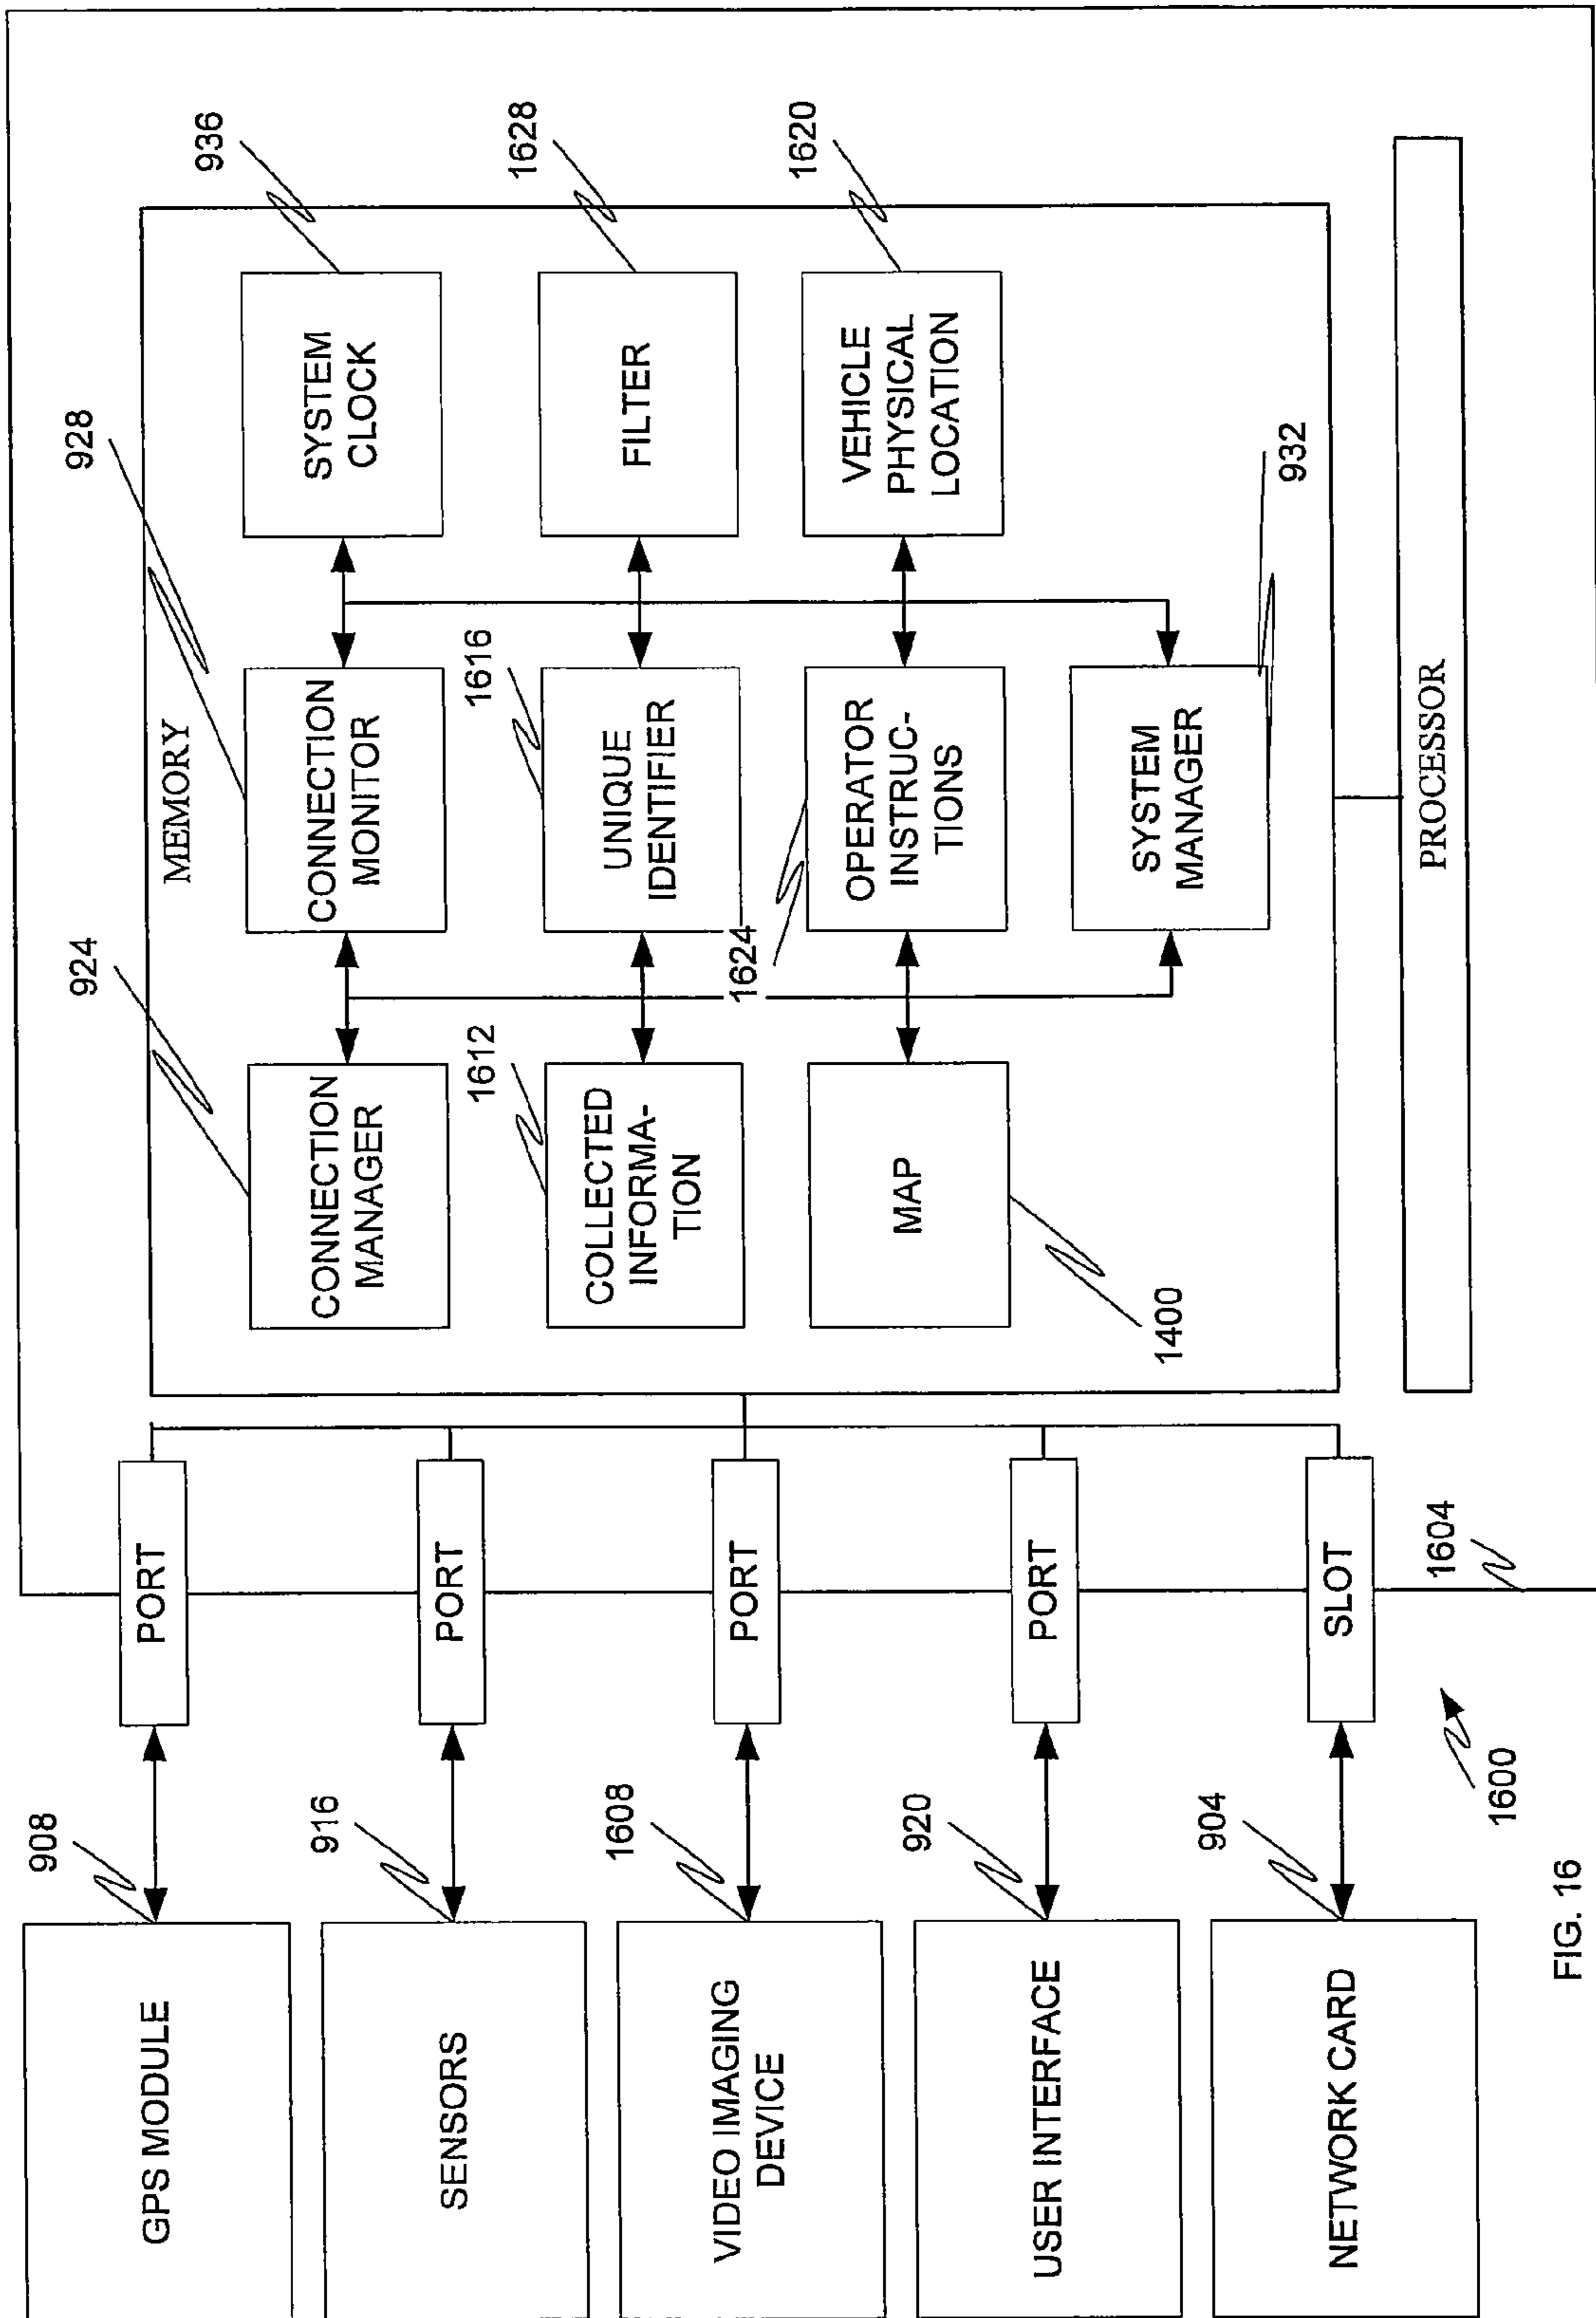 GPS MODULE
908
PORT
SENSORS
916
PORT
VIDEO IMAGING
DEVICE
1608
PORT
USER INTERFACE
920
PORT
NETWORK CARD
904
SLOT
1600
1604
MEMORY
924
CONNECTION
MANAGER
928
CONNECTION
MONITOR
936
SYSTEM
CLOCK
1612
COLLECTED
INFORMA-
TION
1616
UNIQUE
IDENTIFIER
1628
FILTER
1400
MAP
1624
OPERATOR
INSTRUC-
TIONS
1620
VEHICLE
PHYSICAL
LOCATION
SYSTEM
MANAGER
932
PROCESSOR
FIG. 16